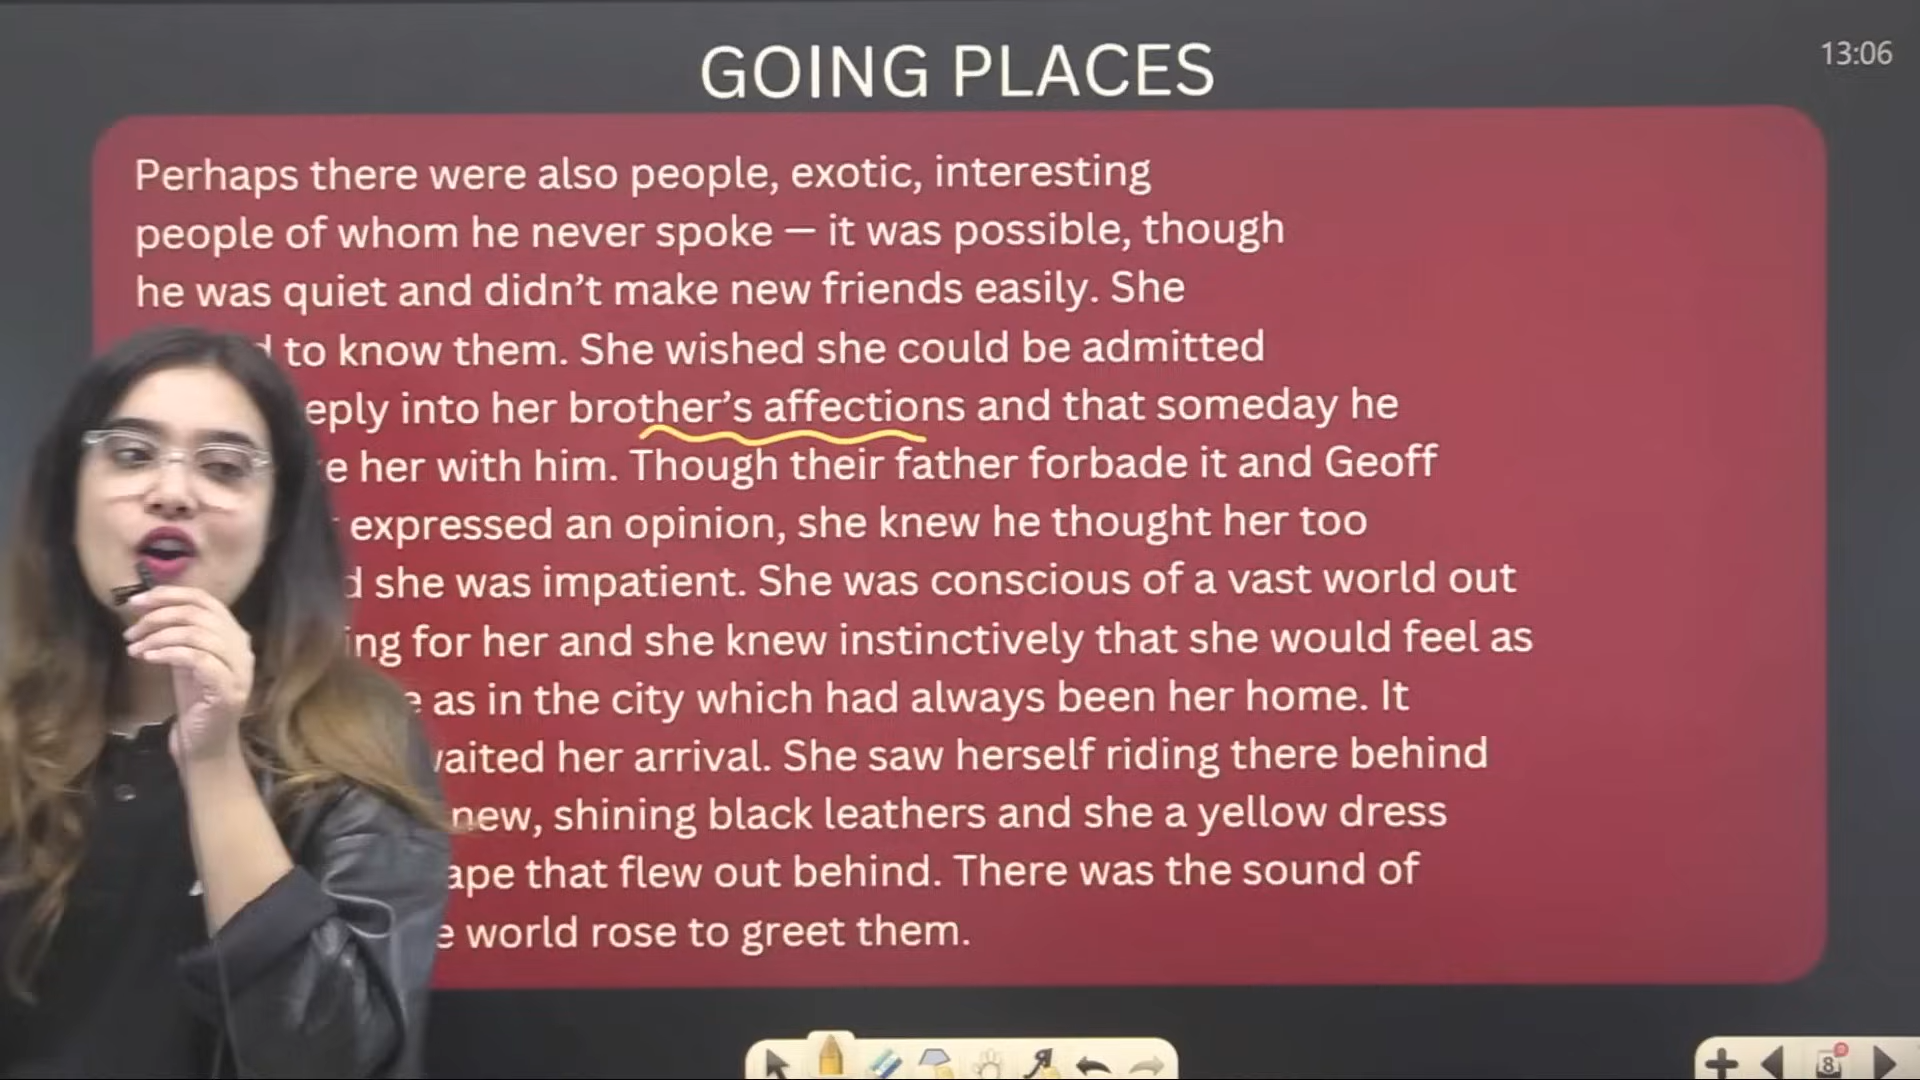 GOING PLACES
13:06
Perhaps there were also people, exotic, interesting
people of whom he never spoke — it was possible, though
he was quiet and didn't make new friends easily. She
to know them. She wished she could be admitted
into her brother's affections and that someday he
her with him. Though their father forbade it and Geoff
expressed an opinion, she knew he thought her too
she was impatient. She was conscious of a vast world out
for her and she knew instinctively that she would feel as
as in the city which had always been her home. It
her arrival. She saw herself riding there behind
new, shining black leathers and she a yellow dress
that flew out behind. There was the sound of
world rose to greet them.
8